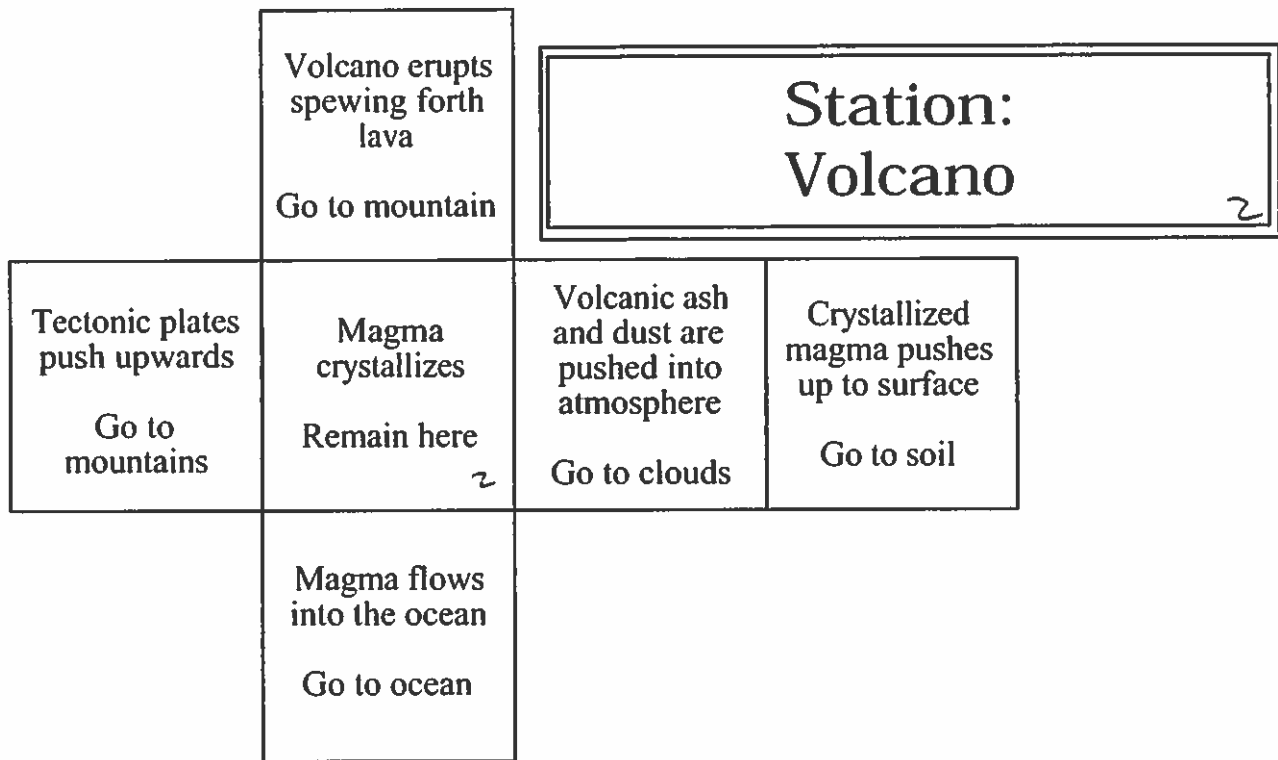 Volcano erupts
spewing forth
lava
Go to mountain
Station:
Volcano
2
Tectonic plates
push upwards
Go to
mountains
Magma
crystallizes
Remain here
2
Volcanic ash
and dust are
pushed into
atmosphere
Go to clouds
Crystallized
magma pushes
up to surface
Go to soil
Magma flows
into the ocean
Go to ocean